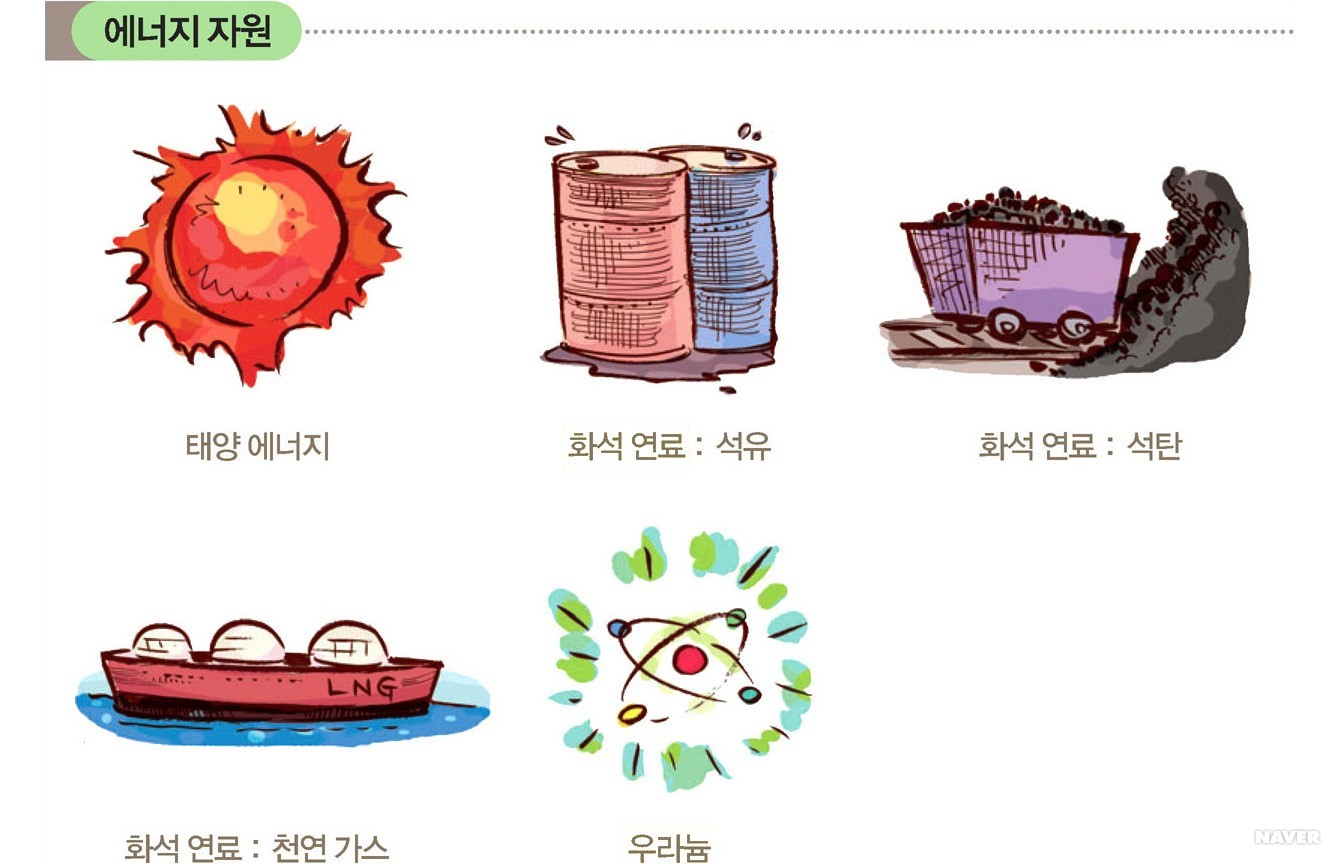 에너지 자원
태양 에너지
화석 연료 : 석유
화석 연료 : 석탄
LNG
화석 연료 : 천연 가스
우라늄
NAVER